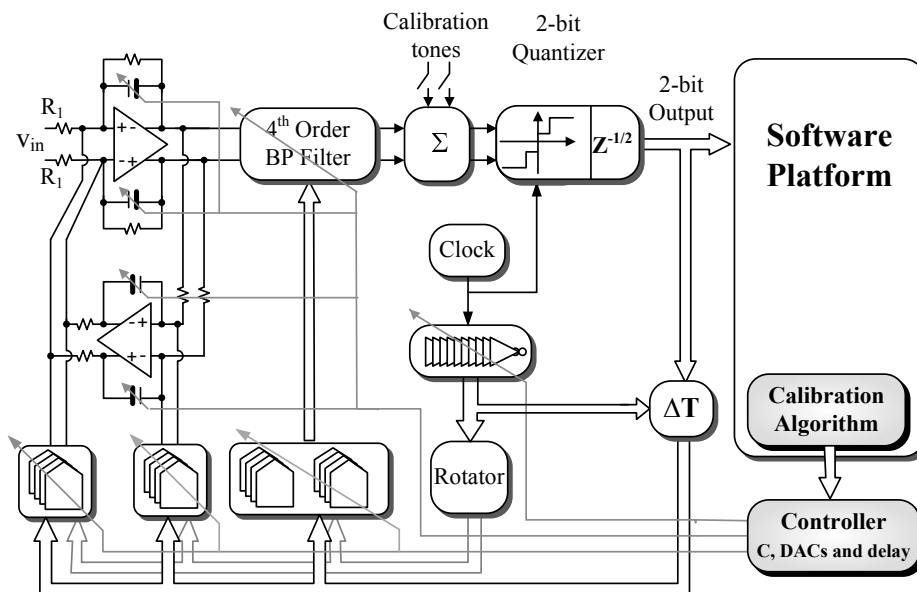 Calibration
tones
2-bit
Quantizer
2-bit
Output
R1
vin
R1
+ -
- +
4th Order
BP Filter
Σ
Z-1/2
Software
Platform
Clock
- +
+ -
ΔT
Rotator
Calibration
Algorithm
Controller
C, DACs and delay